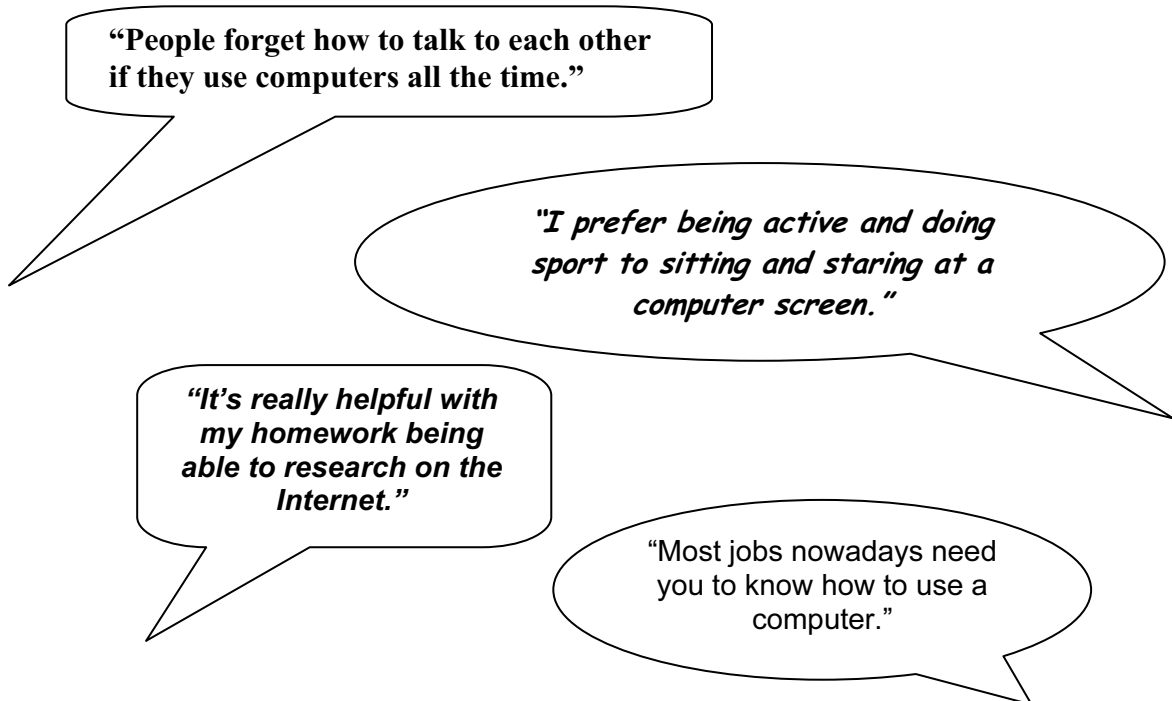 “People forget how to talk to each other
if they use computers all the time.”
“I prefer being active and doing
sport to sitting and staring at a
computer screen.”
“It’s really helpful with
my homework being
able to research on the
Internet.”
“Most jobs nowadays need
you to know how to use a
computer.”